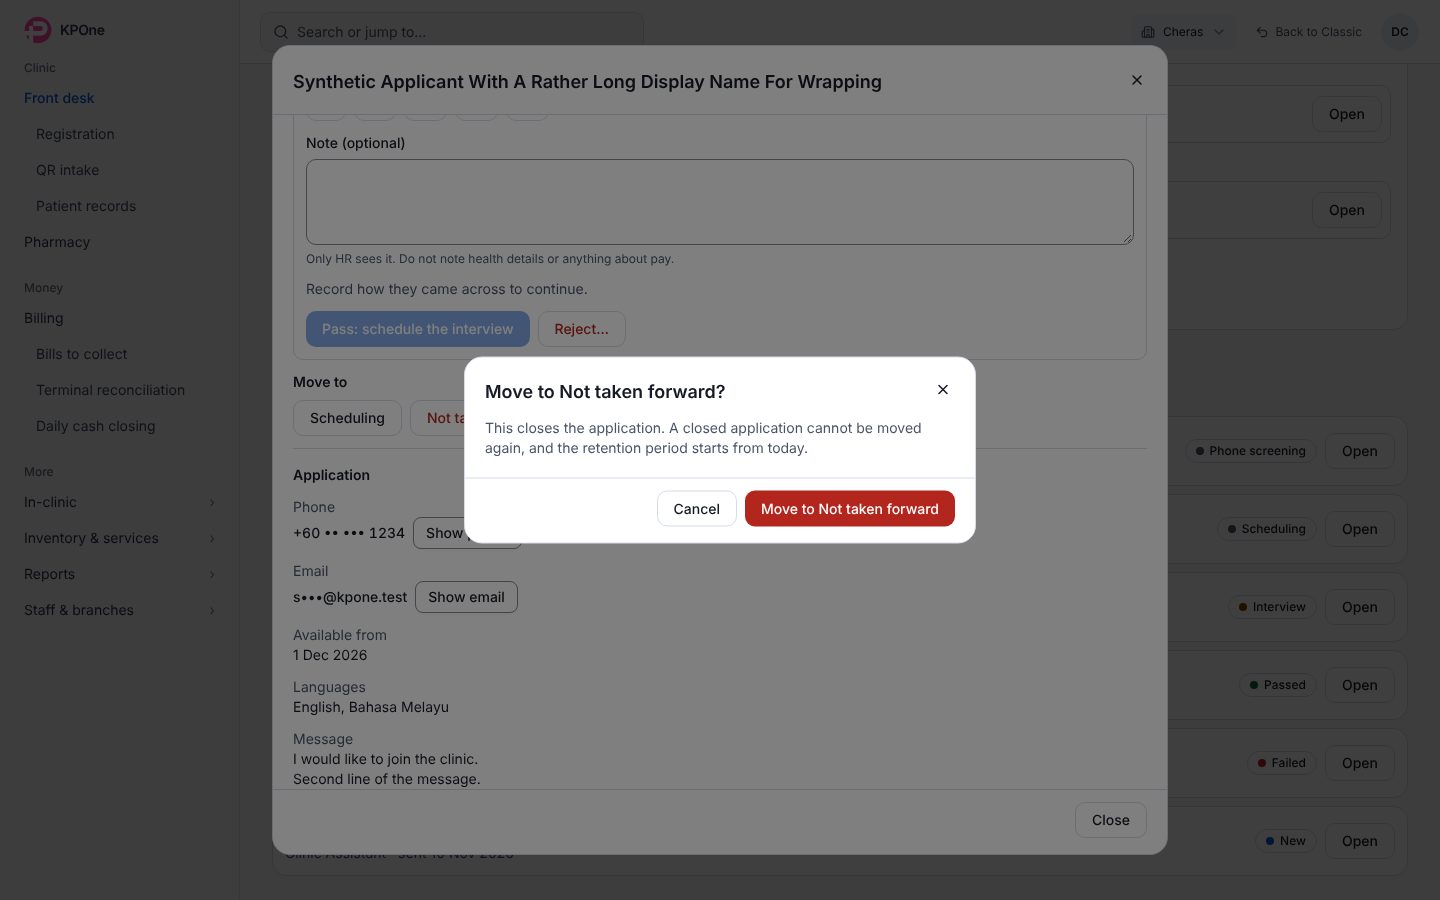 KPOne
Search or jump to...
Cheras
Back to Classic
DC
Clinic
Front desk
Registration
QR intake
Patient records
Pharmacy
Money
Billing
Bills to collect
Terminal reconciliation
Daily cash closing
More
In-clinic
Inventory & services
Reports
Staff & branches
Synthetic Applicant With A Rather Long Display Name For Wrapping
Note (optional)
Only HR sees it. Do not note health details or anything about pay.
Record how they came across to continue.
Pass: schedule the interview
Reject...
Move to
Scheduling
Not ta
Application
Phone
+60 •• ••• 1234
Show
Email
s•••@kpone.test
Show email
Available from
1 Dec 2026
Languages
English, Bahasa Melayu
Message
I would like to join the clinic.
Second line of the message.
Close
Move to Not taken forward?
This closes the application. A closed application cannot be moved
again, and the retention period starts from today.
Cancel
Move to Not taken forward
Open
Open
Phone screening
Open
Scheduling
Open
Interview
Open
Passed
Open
Failed
Open
New
Open